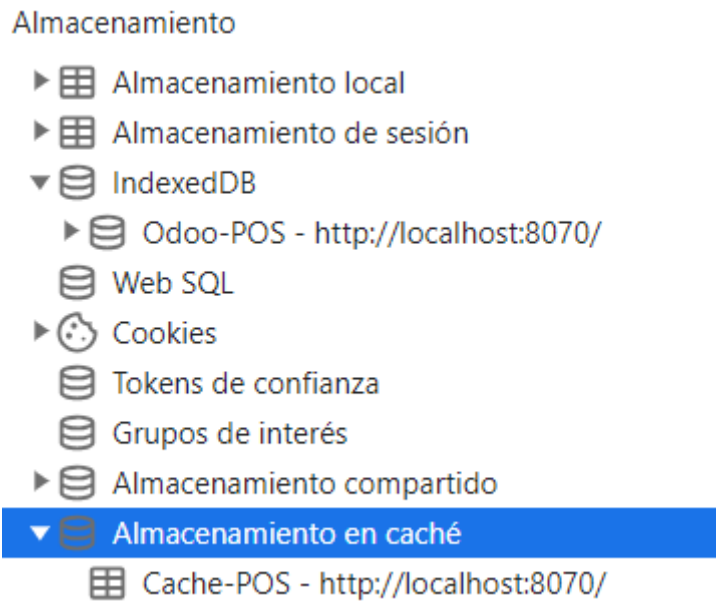 Almacenamiento
Almacenamiento local
Almacenamiento de sesión
IndexedDB
Odoo-POS - http://localhost:8070/
Web SQL
Cookies
Tokens de confianza
Grupos de interés
Almacenamiento compartido
Almacenamiento en caché
Cache-POS - http://localhost:8070/